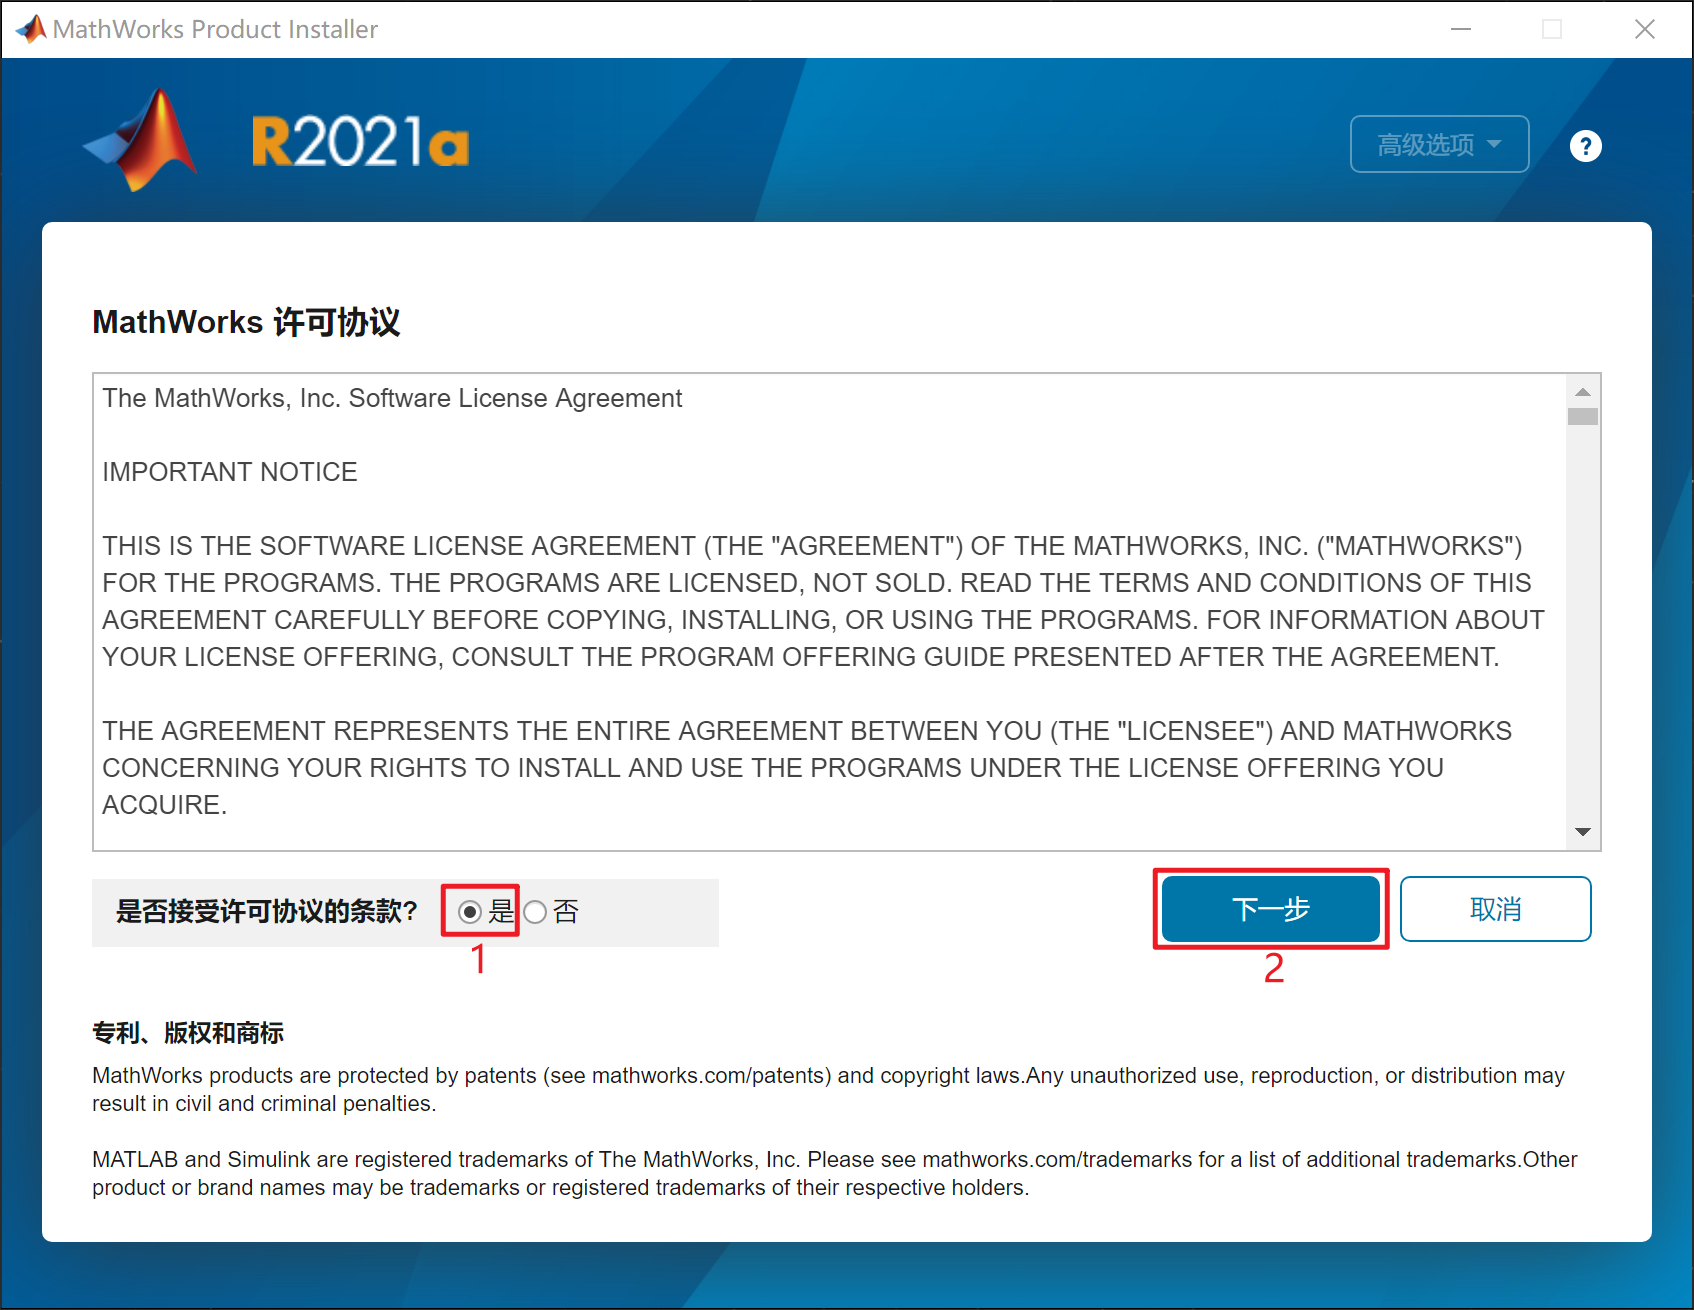 MathWorks Product Installer
R2021a
高级选项
?
MathWorks 许可协议
The MathWorks, Inc. Software License Agreement
IMPORTANT NOTICE
THIS IS THE SOFTWARE LICENSE AGREEMENT (THE "AGREEMENT") OF THE MATHWORKS, INC. ("MATHWORKS")
FOR THE PROGRAMS. THE PROGRAMS ARE LICENSED, NOT SOLD. READ THE TERMS AND CONDITIONS OF THIS
AGREEMENT CAREFULLY BEFORE COPYING, INSTALLING, OR USING THE PROGRAMS. FOR INFORMATION ABOUT
YOUR LICENSE OFFERING, CONSULT THE PROGRAM OFFERING GUIDE PRESENTED AFTER THE AGREEMENT.
THE AGREEMENT REPRESENTS THE ENTIRE AGREEMENT BETWEEN YOU (THE "LICENSEE") AND MATHWORKS
CONCERNING YOUR RIGHTS TO INSTALL AND USE THE PROGRAMS UNDER THE LICENSE OFFERING YOU
ACQUIRE.
是否接受许可协议的条款? 是 否
下一步
取消
1
2
专利、版权和商标
MathWorks products are protected by patents (see mathworks.com/patents) and copyright laws.Any unauthorized use, reproduction, or distribution may
result in civil and criminal penalties.
MATLAB and Simulink are registered trademarks of The MathWorks, Inc. Please see mathworks.com/trademarks for a list of additional trademarks.Other
product or brand names may be trademarks or registered trademarks of their respective holders.